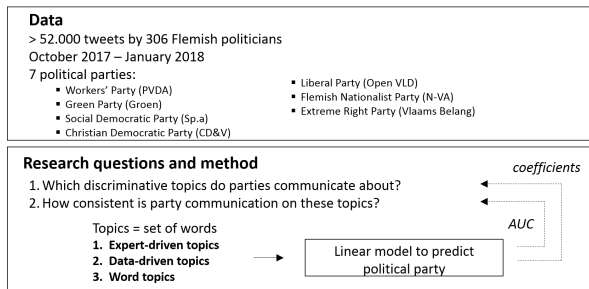 Data
> 52.000 tweets by 306 Flemish politicians
October 2017 – January 2018
7 political parties:
▪ Workers' Party (PVDA)
▪ Green Party (Groen)
▪ Social Democratic Party (Sp.a)
▪ Christian Democratic Party (CD&V)
▪ Liberal Party (Open VLD)
▪ Flemish Nationalist Party (N-VA)
▪ Extreme Right Party (Vlaams Belang)
Research questions and method
1. Which discriminative topics do parties communicate about?
2. How consistent is party communication on these topics?
coefficients
AUC
Topics = set of words
1. Expert-driven topics
2. Data-driven topics
3. Word topics
Linear model to predict
political party